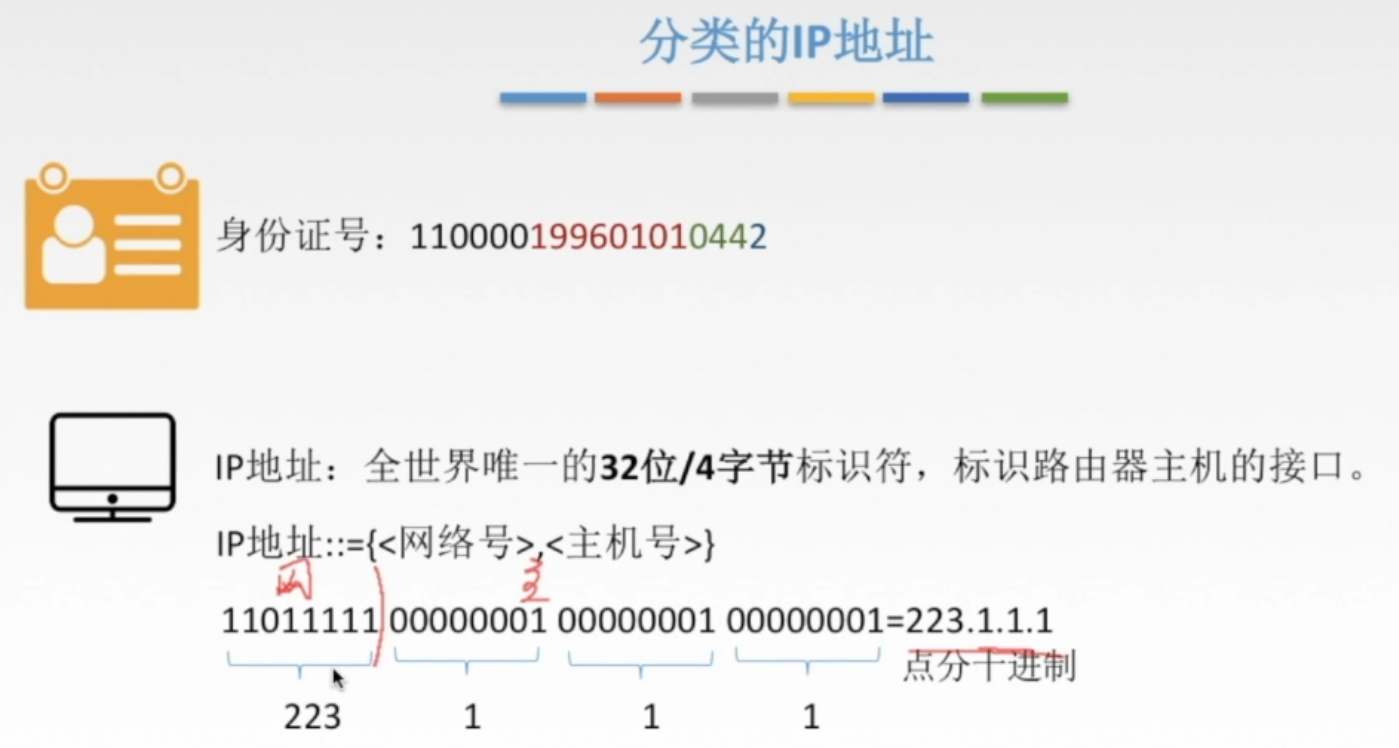 分类的IP地址
身份证号：110000199601010442
IP地址：全世界唯一的32位/4字节标识符，标识路由器主机的接口。
IP地址::={<网络号>,<主机号>}
网 主
11011111 00000001 00000001 00000001=223.1.1.1
点分十进制
223 1 1 1